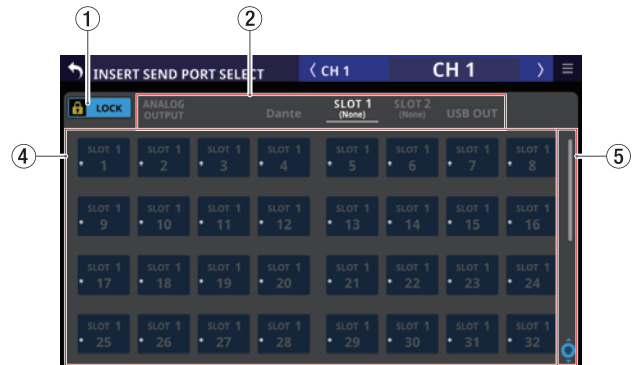 1 2
INSERT SEND PORT SELECT CH 1 CH 1
LOCK ANALOG OUTPUT Dante SLOT 1 (None) SLOT 2 (None) USB OUT
4 5
SLOT 1 SLOT 1 SLOT 1 SLOT 1 SLOT 1 SLOT 1 SLOT 1 SLOT 1
1 2 3 4 5 6 7 8
SLOT 1 SLOT 1 SLOT 1 SLOT 1 SLOT 1 SLOT 1 SLOT 1 SLOT 1
9 10 11 12 13 14 15 16
SLOT 1 SLOT 1 SLOT 1 SLOT 1 SLOT 1 SLOT 1 SLOT 1 SLOT 1
17 18 19 20 21 22 23 24
SLOT 1 SLOT 1 SLOT 1 SLOT 1 SLOT 1 SLOT 1 SLOT 1 SLOT 1
25 26 27 28 29 30 31 32